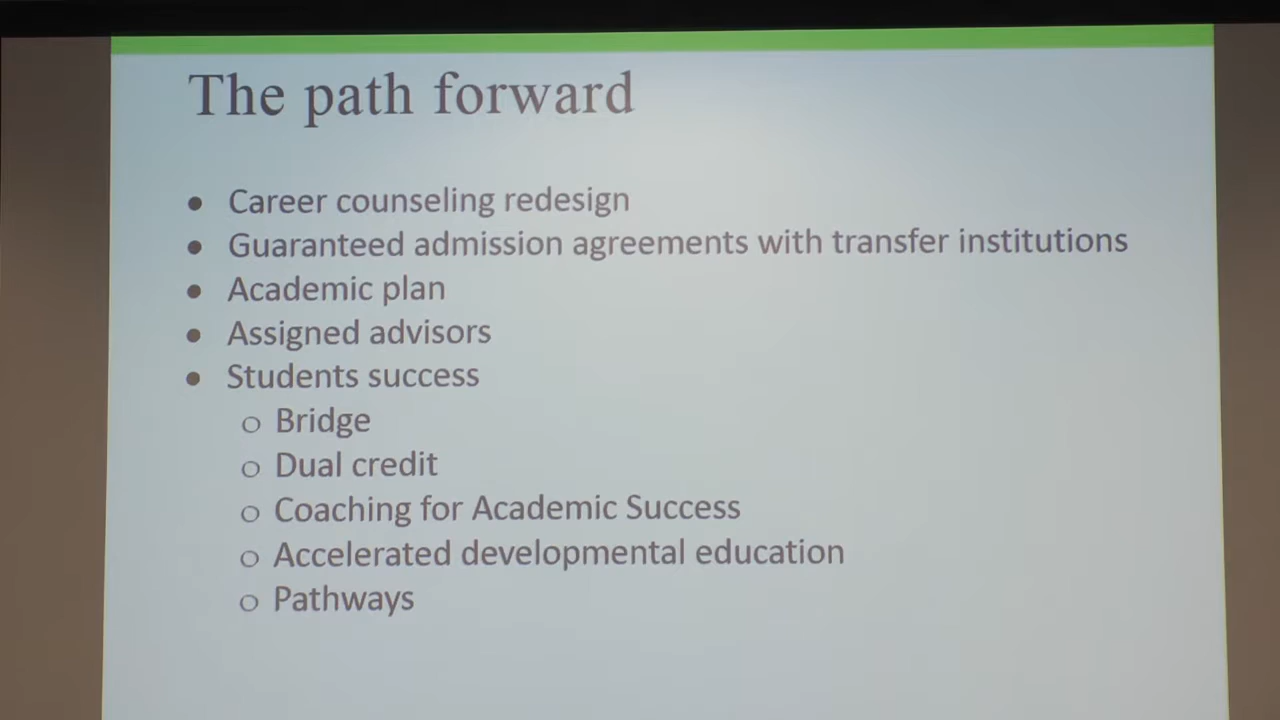 The path forward
● Career counseling redesign
● Guaranteed admission agreements with transfer institutions
● Academic plan
● Assigned advisors
● Students success
o Bridge
o Dual credit
o Coaching for Academic Success
o Accelerated developmental education
o Pathways